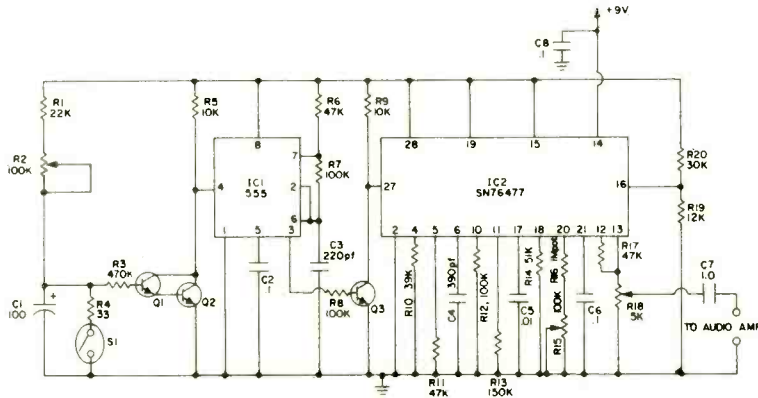 +9V
C8
.1
R1
22K
R2
100K
R5
10K
R6
47K
R9
10K
R20
30K
R19
12K
8
7
4
IC1
555
2
6
1
5
3
R7
100K
28
19
15
14
27
IC2
SN76477
16
2
4
5
6
10
11
17
18
20
21
12
13
R3
470K
Q1
Q2
R4
33
S1
C1
100
+
C2
.1
C3
220pf
R8
100K
Q3
R10 39K
R11
47K
C4 390pf
R12, 100K
R13
150K
C5
.01
R14 51K
R15
100K
R16 1Mpot
C6
.1
R17
47K
R18
5K
C7
1.0
TO AUDIO AMP